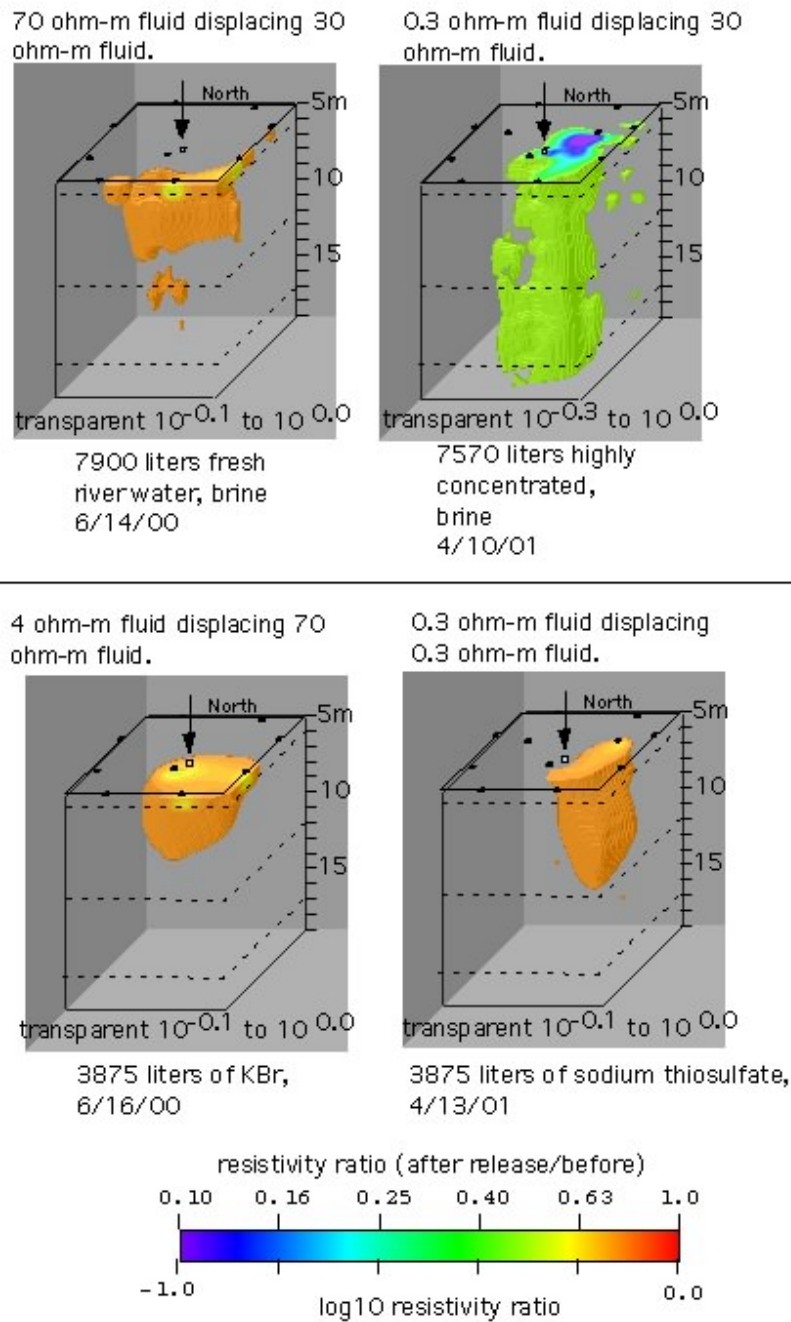 70 ohm-m fluid displacing 30
ohm-m fluid.
North
5m
10
15
transparent 10^-0.1 to 10^0.0
7900 liters fresh
river water, brine
6/14/00
0.3 ohm-m fluid displacing 30
ohm-m fluid.
North
5m
10
15
transparent 10^-0.3 to 10^0.0
7570 liters highly
concentrated,
brine
4/10/01
4 ohm-m fluid displacing 70
ohm-m fluid.
North
5m
10
15
transparent 10^-0.1 to 10^0.0
3875 liters of KBr,
6/16/00
0.3 ohm-m fluid displacing
0.3 ohm-m fluid.
North
5m
10
15
transparent 10^-0.1 to 10^0.0
3875 liters of sodium thiosulfate,
4/13/01
resistivity ratio (after release/before)
0.10 0.16 0.25 0.40 0.63 1.0
-1.0 0.0
log10 resistivity ratio